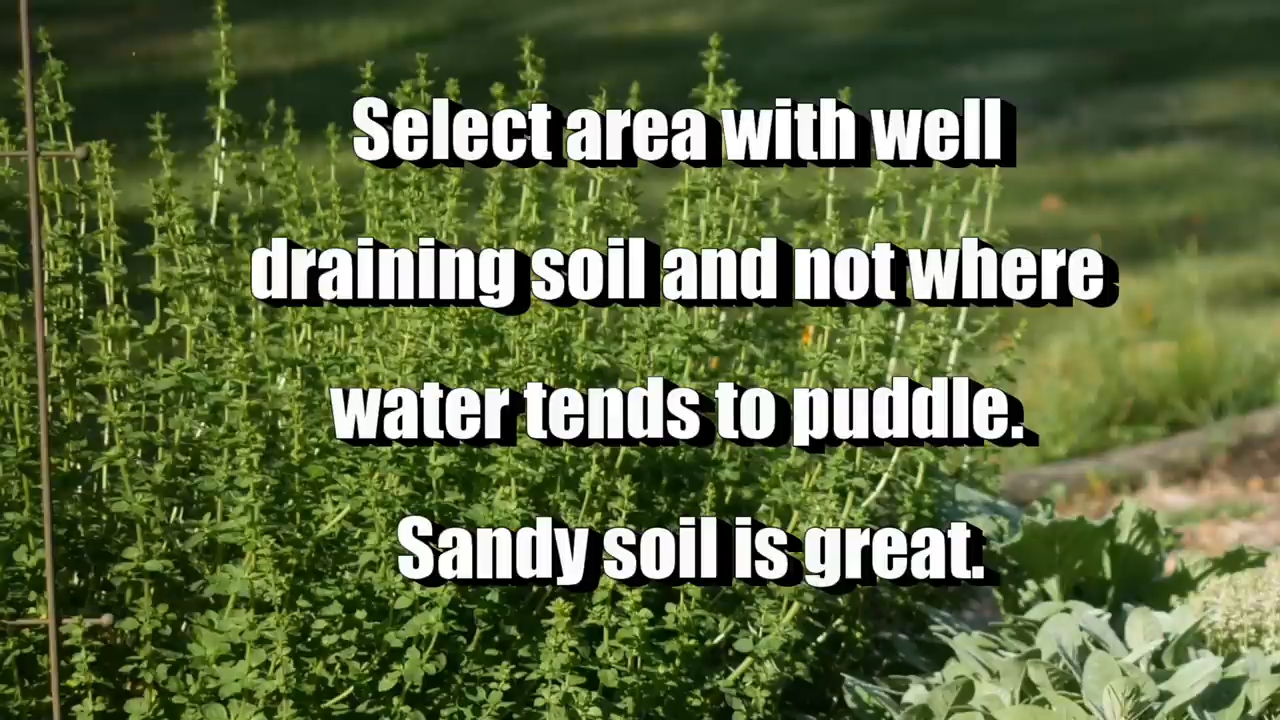 Select area with well
draining soil and not where
water tends to puddle.
Sandy soil is great.